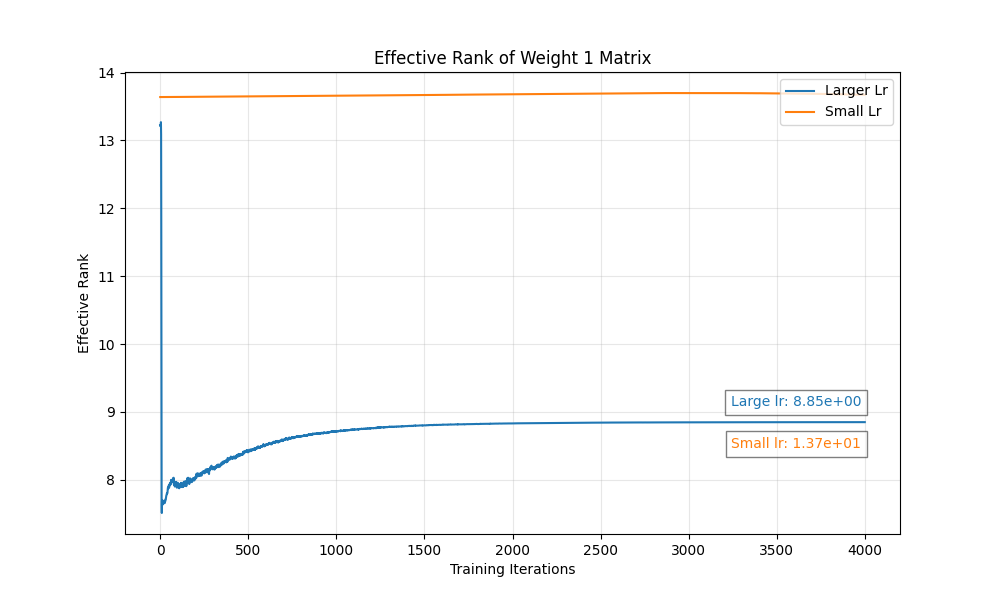 Effective Rank of Weight 1 Matrix
Larger Lr
Small Lr
Effective Rank
14
13
12
11
10
9
8
Large lr: 8.85e+00
Small lr: 1.37e+01
0 500 1000 1500 2000 2500 3000 3500 4000
Training Iterations